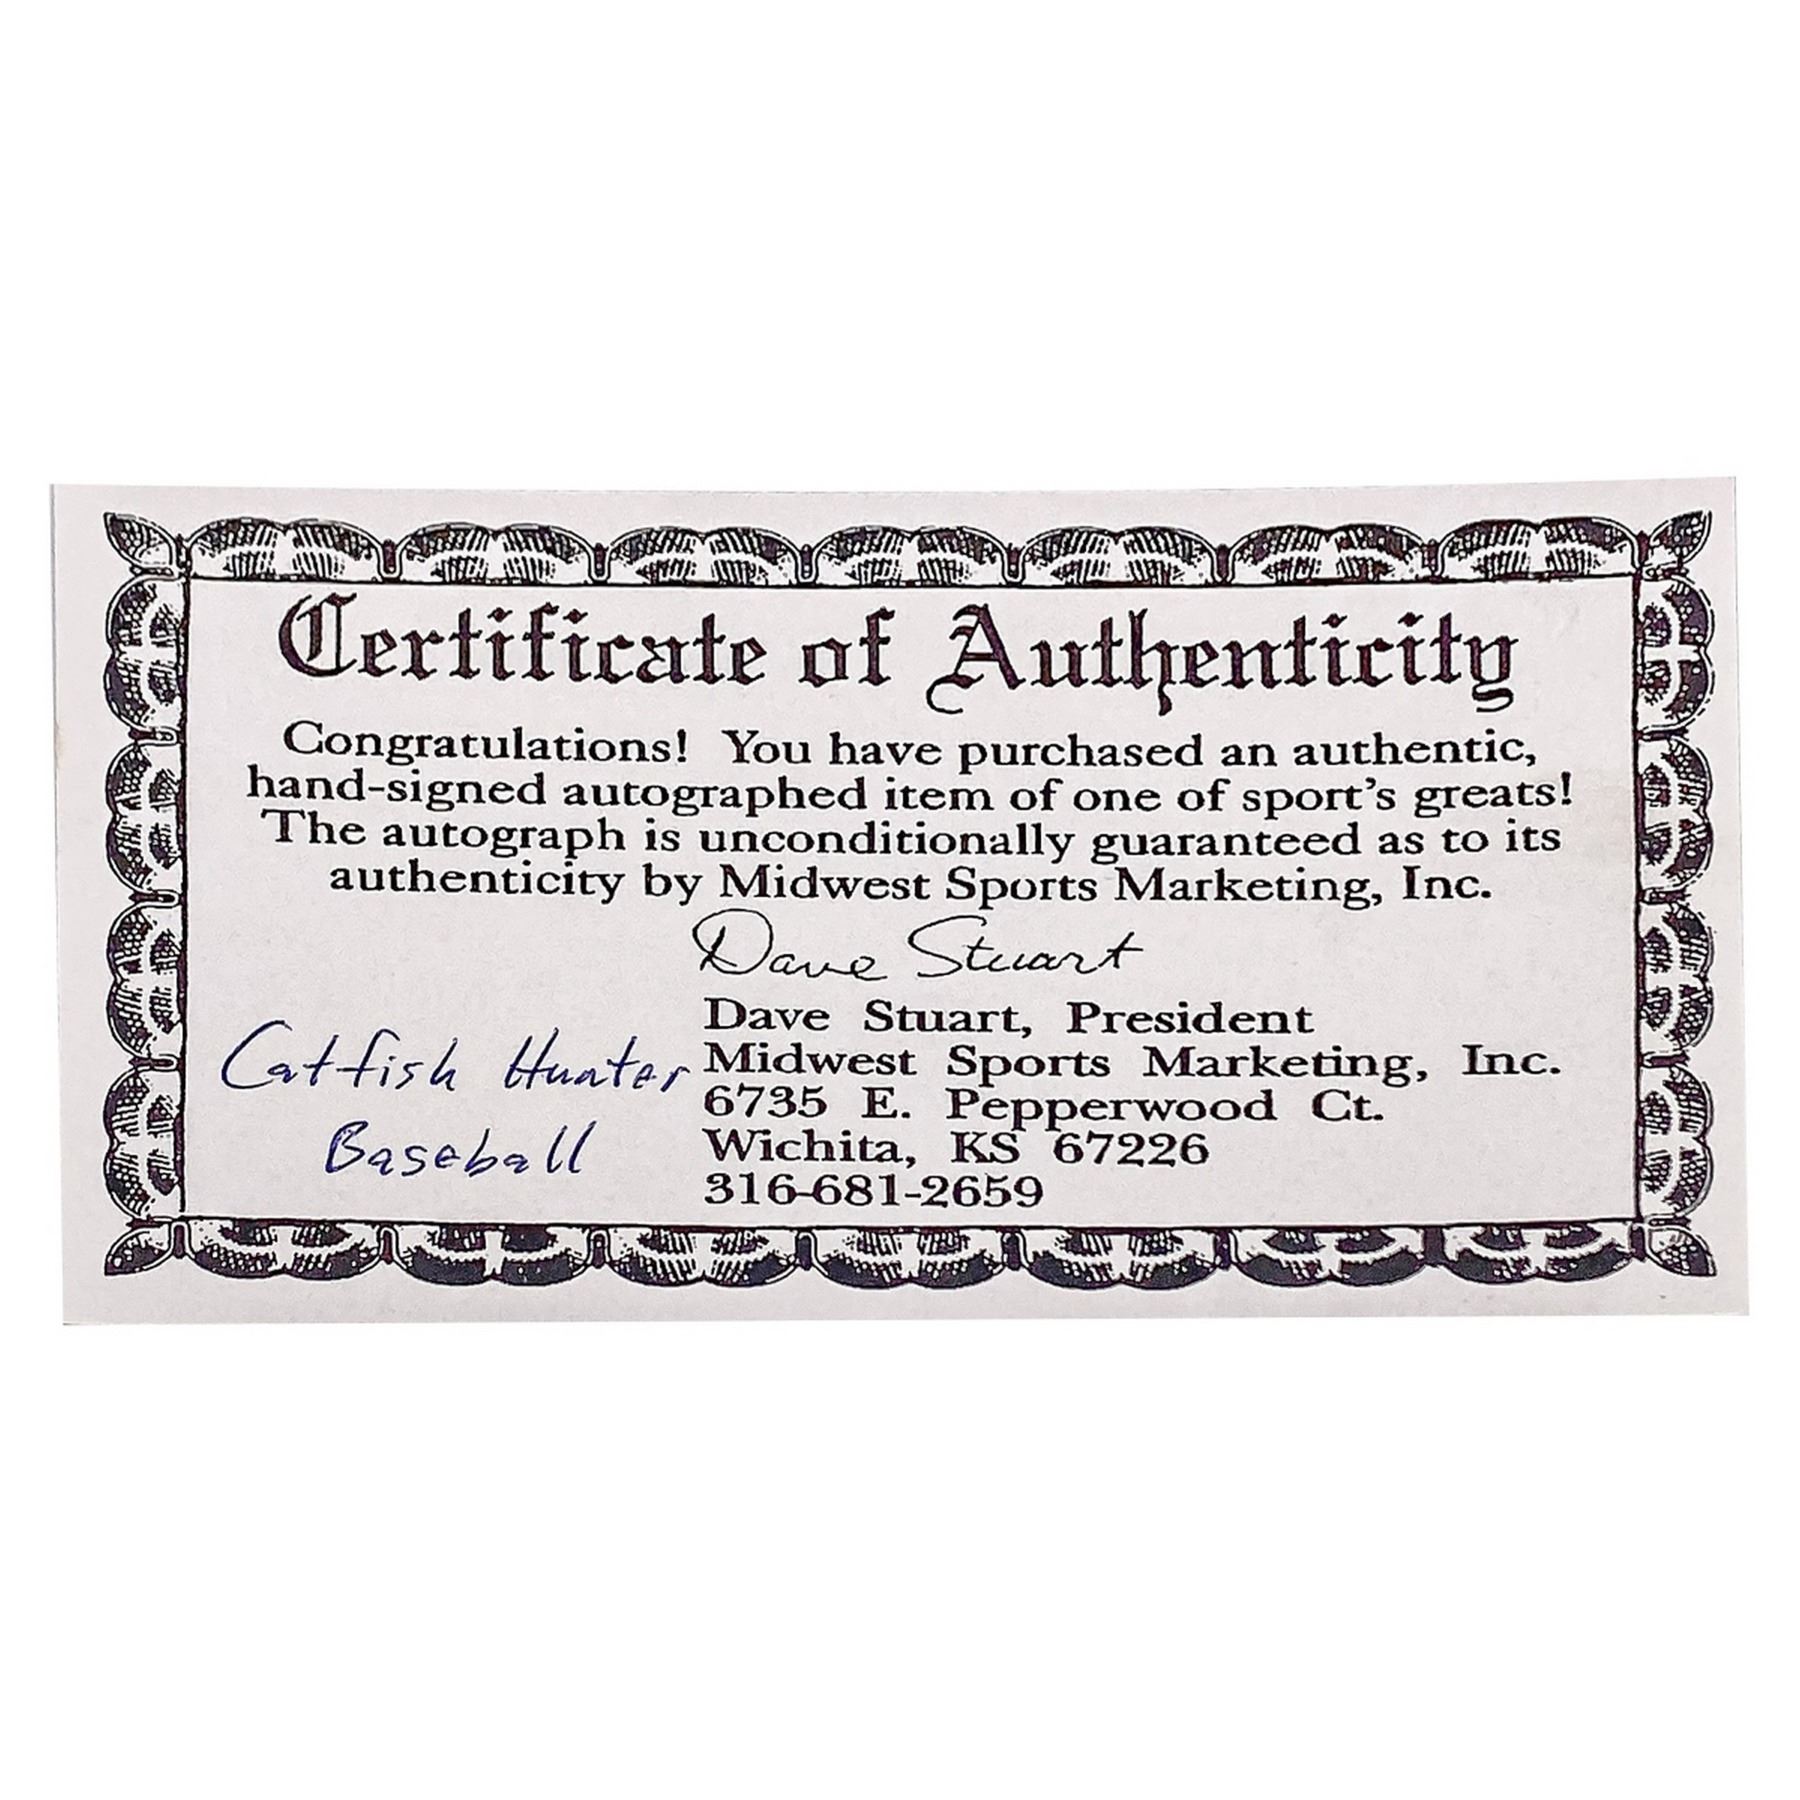 Certificate of Authenticity
Congratulations! You have purchased an authentic,
hand-signed autographed item of one of sport's greats!
The autograph is unconditionally guaranteed as to its
authenticity by Midwest Sports Marketing, Inc.
Dave Stuart
Dave Stuart, President
Midwest Sports Marketing, Inc.
6735 E. Pepperwood Ct.
Wichita, KS 67226
316-681-2659
Catfish Hunter
Baseball